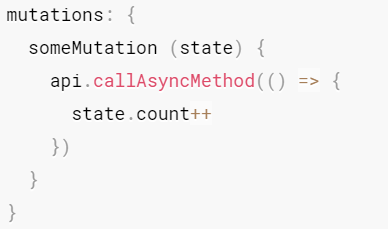 mutations: {
  someMutation (state) {
    api.callAsyncMethod(() => {
      state.count++
    })
  }
}